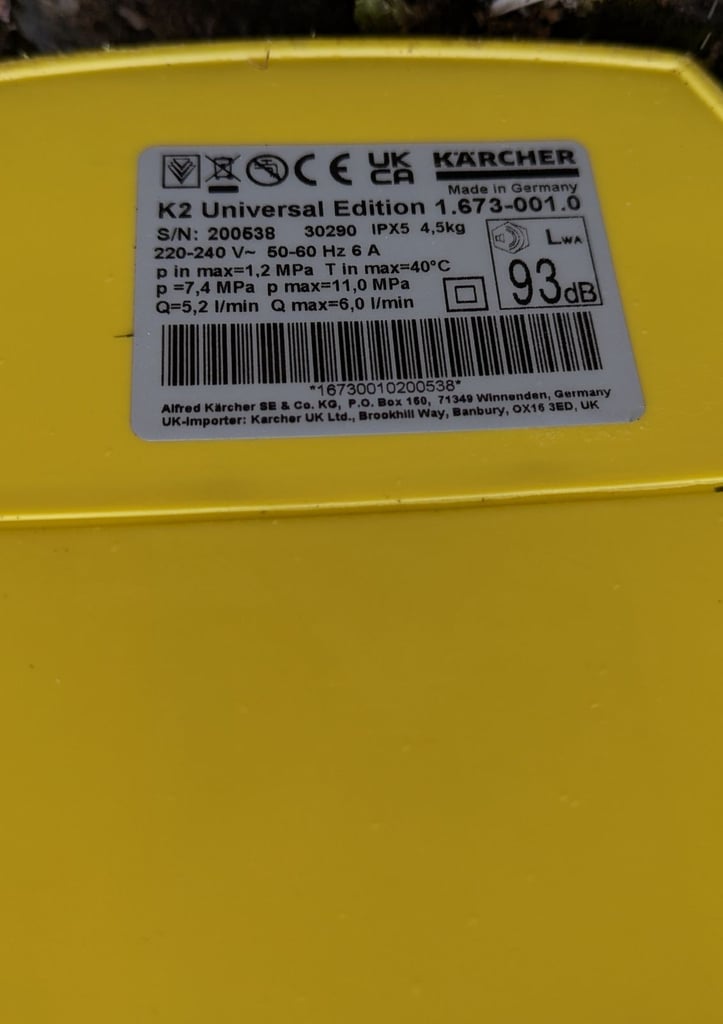 CE UK CA KÄRCHER
Made in Germany
K2 Universal Edition 1.673-001.0
S/N: 200538 30290 IPX5 4,5kg
220-240 V~ 50-60 Hz 6 A
p in max=1,2 MPa T in max=40°C
p =7,4 MPa p max=11,0 MPa
Q=5,2 l/min Q max=6,0 l/min
LWA
93dB
*16730010200538*
Alfred Kärcher SE & Co. KG, P.O. Box 160, 71349 Winnenden, Germany
UK-Importer: Karcher UK Ltd., Brookhill Way, Banbury, OX16 3ED, UK